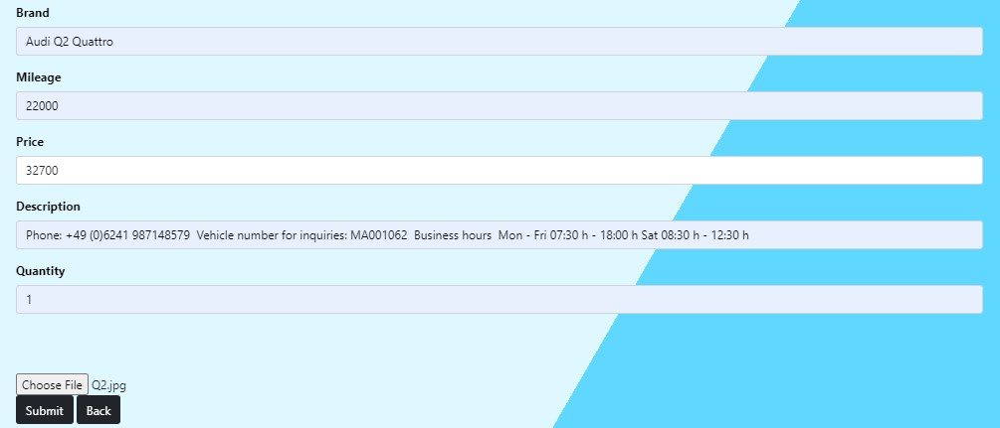 Brand
Audi Q2 Quattro
Mileage
22000
Price
32700
Description
Phone: +49 (0)6241 987148579  Vehicle number for inquiries: MA001062  Business hours  Mon - Fri 07:30 h - 18:00 h Sat 08:30 h - 12:30 h
Quantity
1
Choose File Q2.jpg
Submit Back